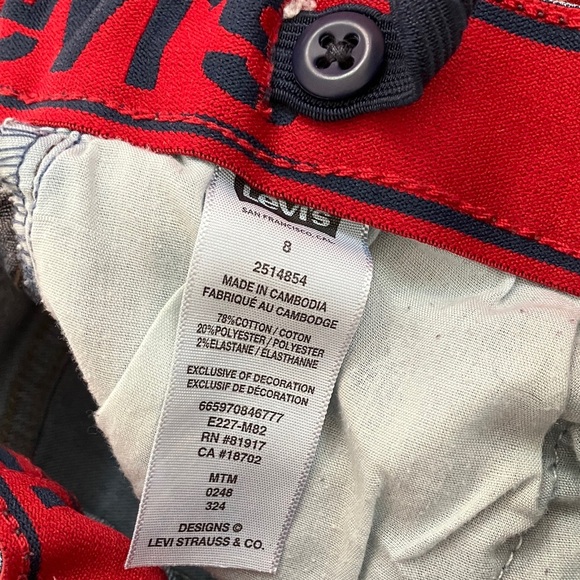 Levi's
Levi's
SAN FRANCISCO, CAL.
8
2514854
MADE IN CAMBODIA
FABRIQUÉ AU CAMBODGE
78%COTTON / COTON
20%POLYESTER / POLYESTER
2%ELASTANE / ÉLASTHANNE
EXCLUSIVE OF DECORATION
EXCLUSIF DE DÉCORATION
665970846777
E227-M82
RN #81917
CA #18702
MTM
0248
324
DESIGNS ©
LEVI STRAUSS & CO.